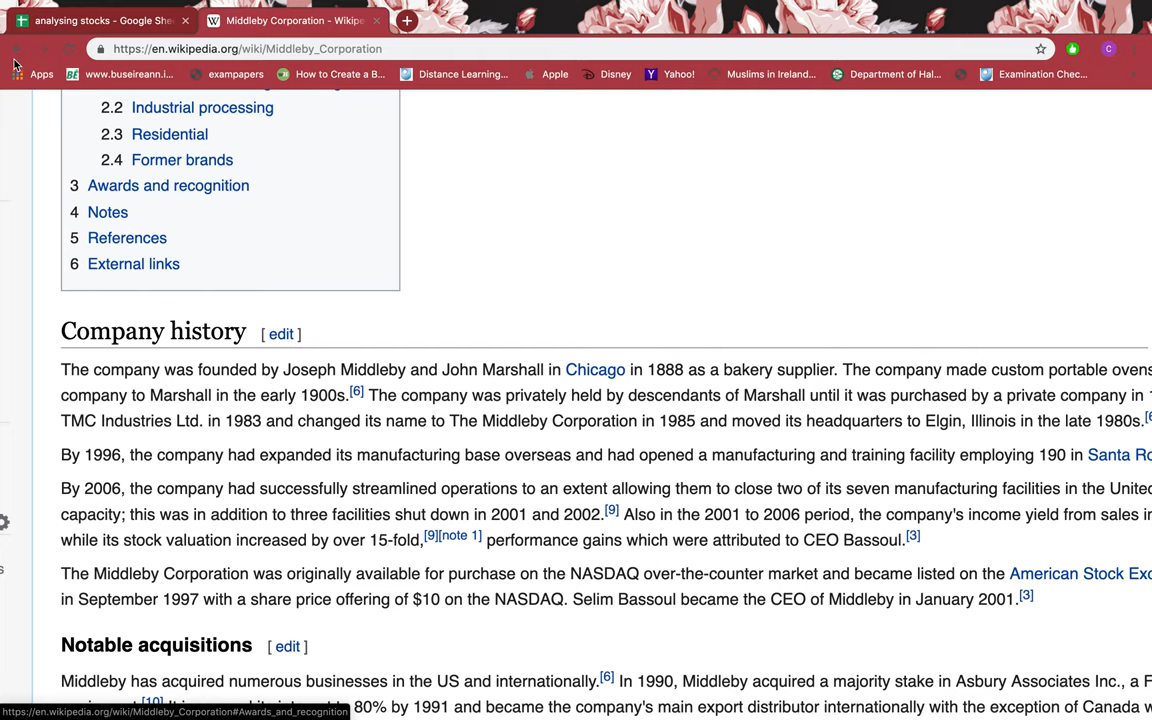 analysing stocks - Google She
Middleby Corporation - Wikipe
https://en.wikipedia.org/wiki/Middleby_Corporation
C
Apps www.buseireann.i... exampapers How to Create a B... Distance Learning... Apple Disney Yahoo! Muslims in Ireland... Department of Hal... Examination Chec...
2.2 Industrial processing
2.3 Residential
2.4 Former brands
3 Awards and recognition
4 Notes
5 References
6 External links
Company history [ edit ]
The company was founded by Joseph Middleby and John Marshall in Chicago in 1888 as a bakery supplier. The company made custom portable ovens
company to Marshall in the early 1900s.[6] The company was privately held by descendants of Marshall until it was purchased by a private company in 1
TMC Industries Ltd. in 1983 and changed its name to The Middleby Corporation in 1985 and moved its headquarters to Elgin, Illinois in the late 1980s.[6
By 1996, the company had expanded its manufacturing base overseas and had opened a manufacturing and training facility employing 190 in Santa Ro
By 2006, the company had successfully streamlined operations to an extent allowing them to close two of its seven manufacturing facilities in the United
capacity; this was in addition to three facilities shut down in 2001 and 2002.[9] Also in the 2001 to 2006 period, the company's income yield from sales in
while its stock valuation increased by over 15-fold,[9][note 1] performance gains which were attributed to CEO Bassoul.[3]
The Middleby Corporation was originally available for purchase on the NASDAQ over-the-counter market and became listed on the American Stock Exc
in September 1997 with a share price offering of $10 on the NASDAQ. Selim Bassoul became the CEO of Middleby in January 2001.[3]
Notable acquisitions [ edit ]
Middleby has acquired numerous businesses in the US and internationally.[6] In 1990, Middleby acquired a majority stake in Asbury Associates Inc., a F
80% by 1991 and became the company's main export distributor internationally with the exception of Canada w
https://en.wikipedia.org/wiki/Middleby_Corporation#Awards_and_recognition